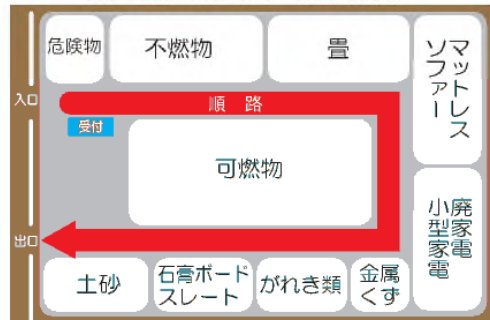 危険物
不燃物
畳
マットレス
ソファー
入口
順路
受付
可燃物
廃家電
小型家電
出口
土砂
石膏ボード
スレート
がれき類
金属
くず